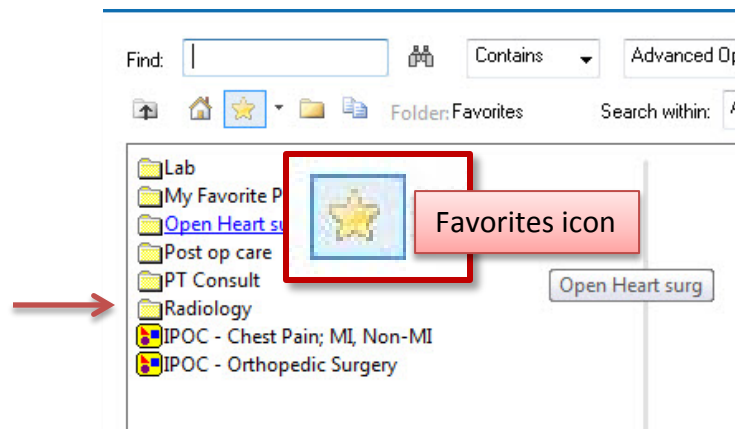 Find:
Contains
Advanced Op
Folder: Favorites
Search within: A
Lab
My Favorite P
Open Heart su
Favorites icon
Post op care
PT Consult
Open Heart surg
Radiology
IPOC - Chest Pain; MI, Non-MI
IPOC - Orthopedic Surgery